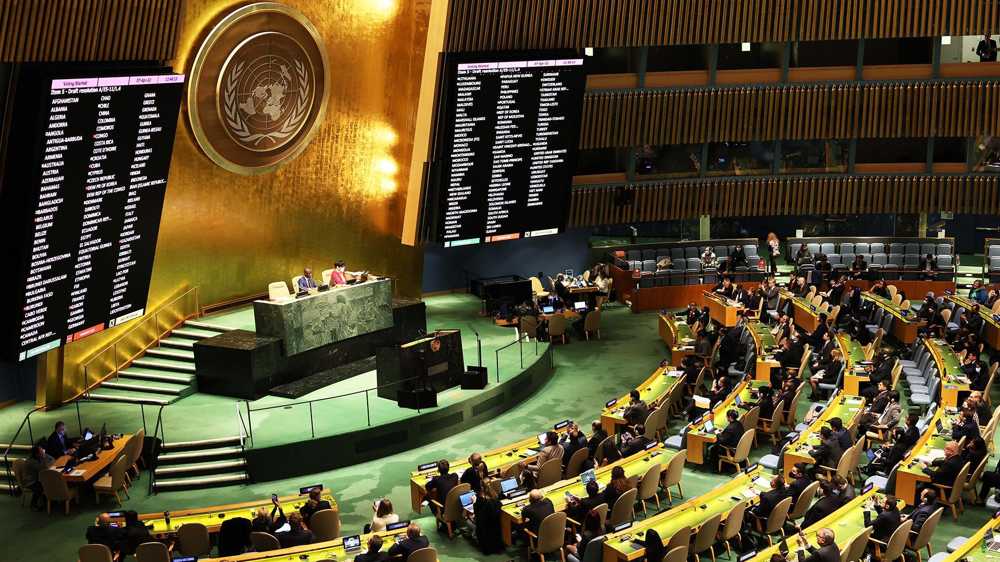 Voting Started 07-Apr-22 12:48:13
Item 5 - Draft resolution A/ES-11/L.4
AFGHANISTAN
ALBANIA
ALGERIA
ANDORRA
ANGOLA
ANTIGUA-BARBUDA
ARGENTINA
ARMENIA
AUSTRALIA
AUSTRIA
AZERBAIJAN
BAHAMAS
BAHRAIN
BANGLADESH
BARBADOS
BELARUS
BELGIUM
BELIZE
BENIN
BHUTAN
BOLIVIA
BOSNIA-HERZEGOVINA
BOTSWANA
BRAZIL
BRUNEI DARUSSALAM
BULGARIA
BURKINA FASO
BURUNDI
CABO VERDE
CAMBODIA
CAMEROON
CANADA
CENTRAL AFR REP...
CHAD
CHILE
CHINA
COLOMBIA
COMOROS
CONGO
COSTA RICA
COTE D'IVOIRE
CROATIA
CUBA
CYPRUS
CZECH REPUBLIC
DEM PR OF KOREA
DEM REP OF THE CONGO
DENMARK
DJIBOUTI
DOMINICA
DOMINICAN REP...
ECUADOR
EGYPT
EL SALVADOR
EQUATORIAL GUINEA
ERITREA
ESTONIA
ESWATINI
ETHIOPIA
FIJI
FINLAND
FRANCE
GABON
GAMBIA
GEORGIA
GERMANY
GHANA
GREECE
GRENADA
GUATEMALA
GUINEA
GUINEA-BISSAU
GUYANA
HAITI
HONDURAS
HUNGARY
ICELAND
INDIA
INDONESIA
IRAN (ISLAMIC REPUBLIC...
IRAQ
IRELAND
ISRAEL
ITALY
JAMAICA
JAPAN
JORDAN
KAZAKHSTAN
KENYA
KIRIBATI
KUWAIT
KYRGYZSTAN
LAO PDR
LATVIA
LEBANON
LESOTHO
LIBERIA
LIBYA
LIECHTENSTEIN
Voting Started 07-Apr-22 12:48:13
Item 5 - Draft resolution A/ES-11/L.4
LITHUANIA
LUXEMBOURG
MADAGASCAR
MALAWI
MALAYSIA
MALDIVES
MALI
MALTA
MARSHALL ISLANDS
MAURITANIA
MAURITIUS
MEXICO
MICRONESIA (FS)
MONACO
MONGOLIA
MONTENEGRO
MOROCCO
MOZAMBIQUE
MYANMAR
NAMIBIA
NAURU
NEPAL
NETHERLANDS
NEW ZEALAND
NICARAGUA
NIGER
NIGERIA
NORTH MACEDONIA
NORWAY
OMAN
PAKISTAN
PALAU
PANAMA
PAPUA NEW GUINEA
PARAGUAY
PERU
PHILIPPINES
POLAND
PORTUGAL
QATAR
REP OF KOREA
REP OF MOLDOVA
ROMANIA
RUSSIAN FED...
RWANDA
SAINT KITTS-NEVIS
SAINT LUCIA
SAINT VINCENT-GRENAD...
SAMOA
SAN MARINO
SAO TOME-PRINCIPE
SAUDI ARABIA
SENEGAL
SERBIA
SEYCHELLES
SIERRA LEONE
SINGAPORE
SLOVAKIA
SLOVENIA
SOLOMON ISLANDS
SOMALIA
SOUTH AFRICA
SOUTH SUDAN
SPAIN
SRI LANKA
SUDAN
SURINAME
SWEDEN
SWITZERLAND
SYRIAN ARAB REP...
TAJIKISTAN
THAILAND
TIMOR-LESTE
TOGO
TONGA
TRINIDAD-TOBAGO
TUNISIA
TURKEY
TURKMENISTAN
TUVALU
UGANDA
UKRAINE
UNITED ARAB EMIRATES
UNITED KINGDOM
UNITED REP TANZANIA
UNITED STATES
URUGUAY
UZBEKISTAN
VANUATU
VENEZUELA
VIET NAM
YEMEN
ZAMBIA
ZIMBABWE
SURINAME
TRINIDAD AND TOBAGO